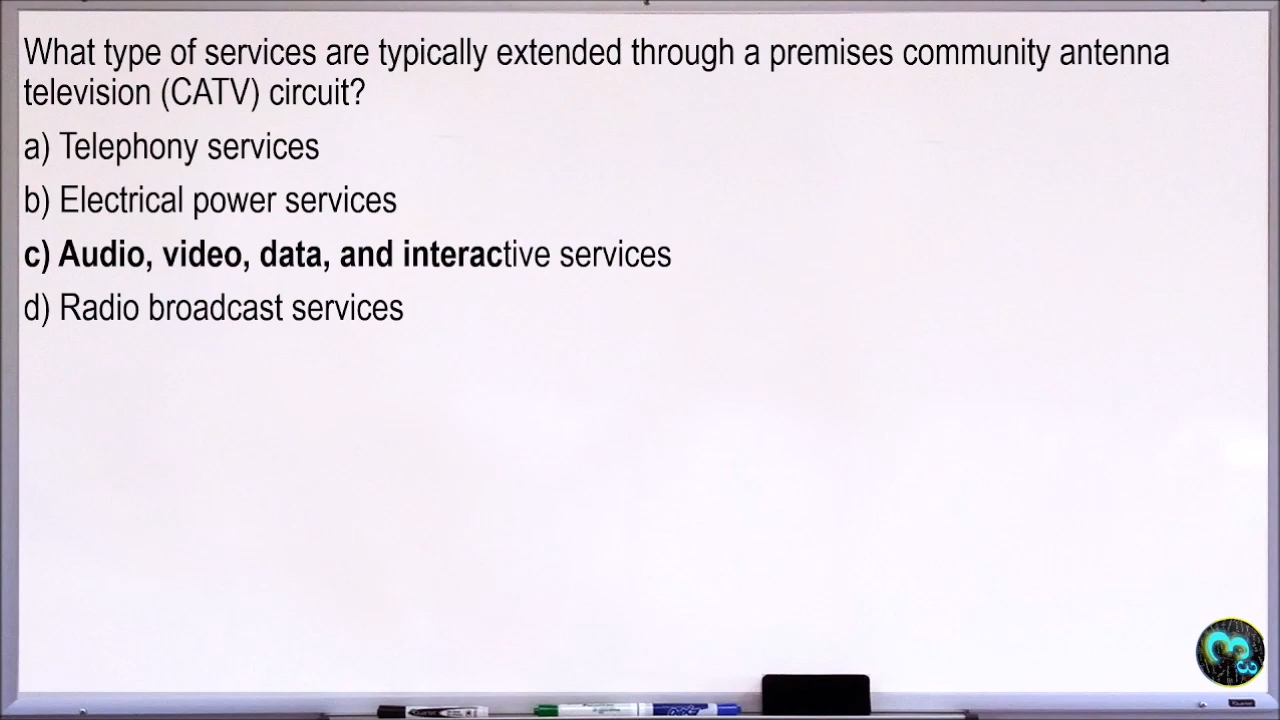 What type of services are typically extended through a premises community antenna
television (CATV) circuit?
a) Telephony services
b) Electrical power services
c) Audio, video, data, and interactive services
d) Radio broadcast services